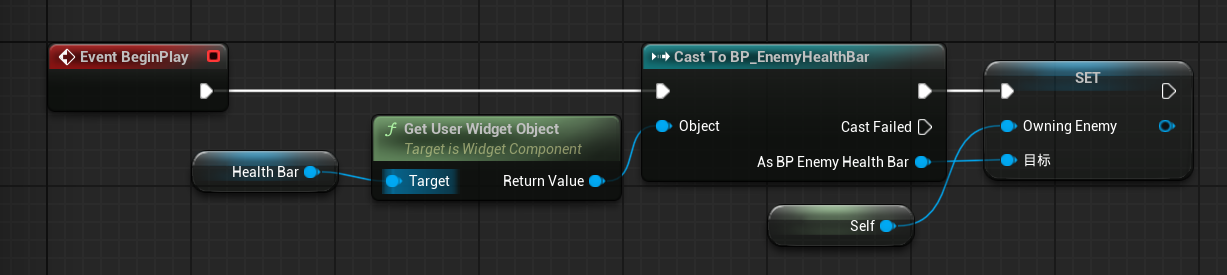 Event BeginPlay
Health Bar
Get User Widget Object
Target is Widget Component
Target
Return Value
Cast To BP_EnemyHealthBar
Object
Cast Failed
As BP Enemy Health Bar
Self
SET
Owning Enemy
目标